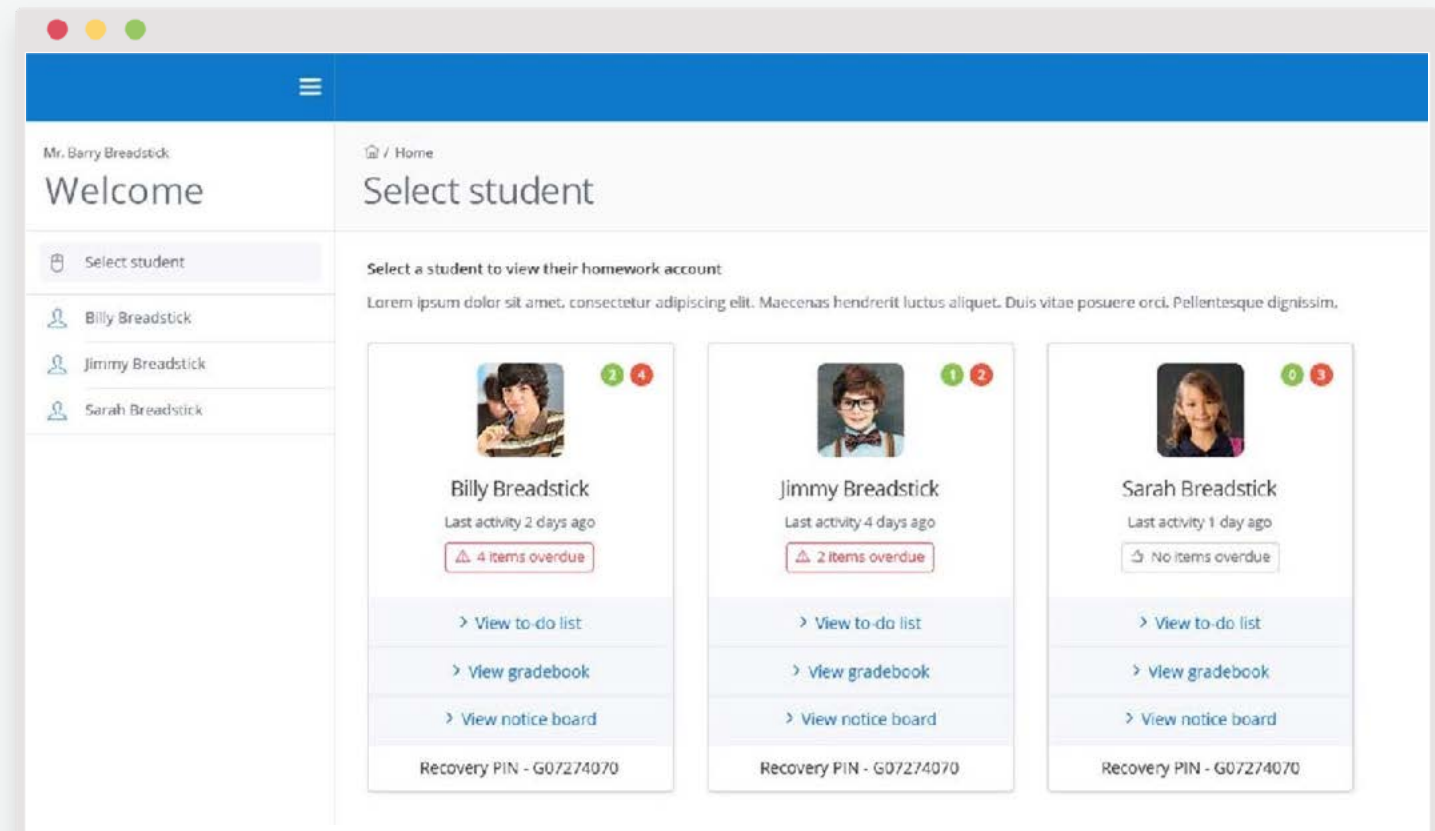 Mr. Barry Breadstick
Welcome
Select student
Billy Breadstick
Jimmy Breadstick
Sarah Breadstick
/ Home
Select student
Select a student to view their homework account
Lorem ipsum dolor sit amet, consectetur adipiscing elit. Maecenas hendrerit luctus aliquet. Duis vitae posuere orci. Pellentesque dignissim.
2 4
Billy Breadstick
Last activity 2 days ago
4 items overdue
> View to-do list
> View gradebook
> View notice board
Recovery PIN - G07274070
1 2
Jimmy Breadstick
Last activity 4 days ago
2 items overdue
> View to-do list
> View gradebook
> View notice board
Recovery PIN - G07274070
0 3
Sarah Breadstick
Last activity 1 day ago
No items overdue
> View to-do list
> View gradebook
> View notice board
Recovery PIN - G07274070